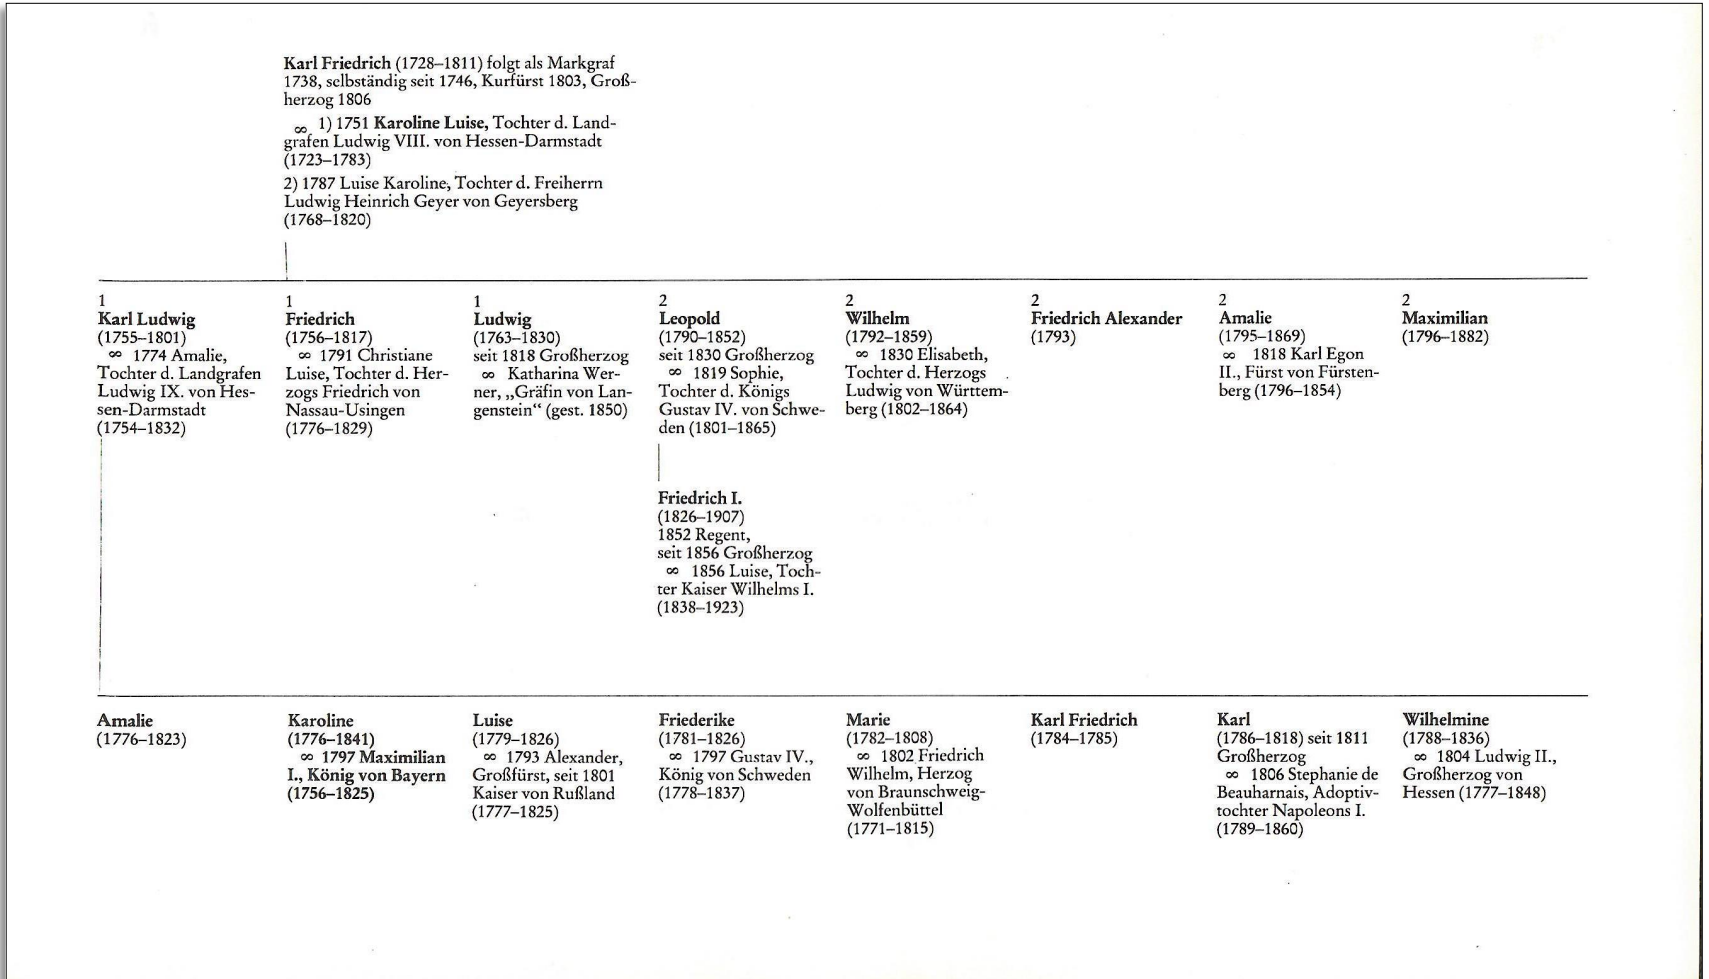 Karl Friedrich (1728–1811) folgt als Markgraf
1738, selbständig seit 1746, Kurfürst 1803, Groß-
herzog 1806
∞ 1) 1751 Karoline Luise, Tochter d. Land-
grafen Ludwig VIII. von Hessen-Darmstadt
(1723–1783)
2) 1787 Luise Karoline, Tochter d. Freiherrn
Ludwig Heinrich Geyer von Geyersberg
(1768–1820)
1
Karl Ludwig
(1755–1801)
∞ 1774 Amalie,
Tochter d. Landgrafen
Ludwig IX. von Hes-
sen-Darmstadt
(1754–1832)
1
Friedrich
(1756–1817)
∞ 1791 Christiane
Luise, Tochter d. Her-
zogs Friedrich von
Nassau-Usingen
(1776–1829)
1
Ludwig
(1763–1830)
seit 1818 Großherzog
∞ Katharina Wer-
ner, „Gräfin von Lan-
genstein“ (gest. 1850)
2
Leopold
(1790–1852)
seit 1830 Großherzog
∞ 1819 Sophie,
Tochter d. Königs
Gustav IV. von Schwe-
den (1801–1865)
2
Wilhelm
(1792–1859)
∞ 1830 Elisabeth,
Tochter d. Herzogs
Ludwig von Württem-
berg (1802–1864)
2
Friedrich Alexander
(1793)
2
Amalie
(1795–1869)
∞ 1818 Karl Egon
II., Fürst von Fürsten-
berg (1796–1854)
2
Maximilian
(1796–1882)
Friedrich I.
(1826–1907)
1852 Regent,
seit 1856 Großherzog
∞ 1856 Luise, Toch-
ter Kaiser Wilhelms I.
(1838–1923)
Amalie
(1776–1823)
Karoline
(1776–1841)
∞ 1797 Maximilian
I., König von Bayern
(1756–1825)
Luise
(1779–1826)
∞ 1793 Alexander,
Großfürst, seit 1801
Kaiser von Rußland
(1777–1825)
Friederike
(1781–1826)
∞ 1797 Gustav IV.,
König von Schweden
(1778–1837)
Marie
(1782–1808)
∞ 1802 Friedrich
Wilhelm, Herzog
von Braunschweig-
Wolfenbüttel
(1771–1815)
Karl Friedrich
(1784–1785)
Karl
(1786–1818) seit 1811
Großherzog
∞ 1806 Stephanie de
Beauharnais, Adoptiv-
tochter Napoleons I.
(1789–1860)
Wilhelmine
(1788–1836)
∞ 1804 Ludwig II.,
Großherzog von
Hessen (1777–1848)